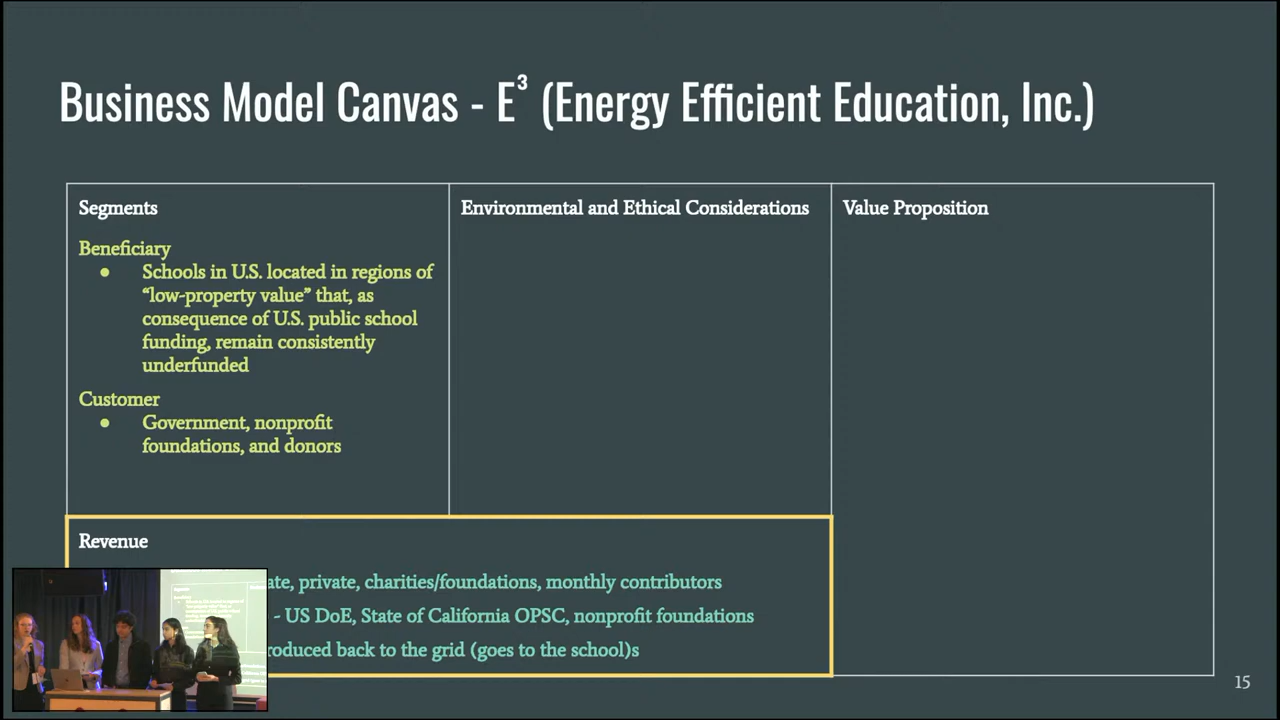 Business Model Canvas - E³ (Energy Efficient Education, Inc.)
Segments
Beneficiary
● Schools in U.S. located in regions of
“low-property value” that, as
consequence of U.S. public school
funding, remain consistently
underfunded
Customer
● Government, nonprofit
foundations, and donors
Environmental and Ethical Considerations
Value Proposition
Revenue
private, charities/foundations, monthly contributors
- US DoE, State of California OPSC, nonprofit foundations
back to the grid (goes to the school)s
15